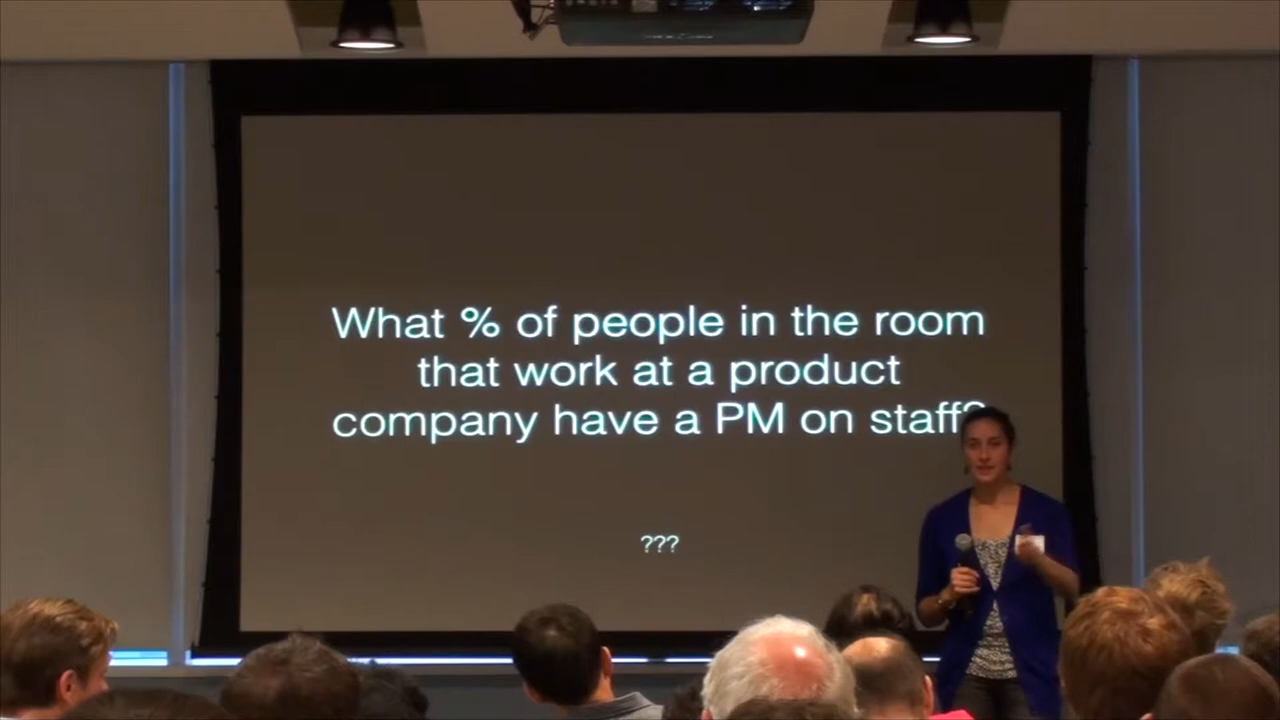 What % of people in the room
that work at a product
company have a PM on staff?
???